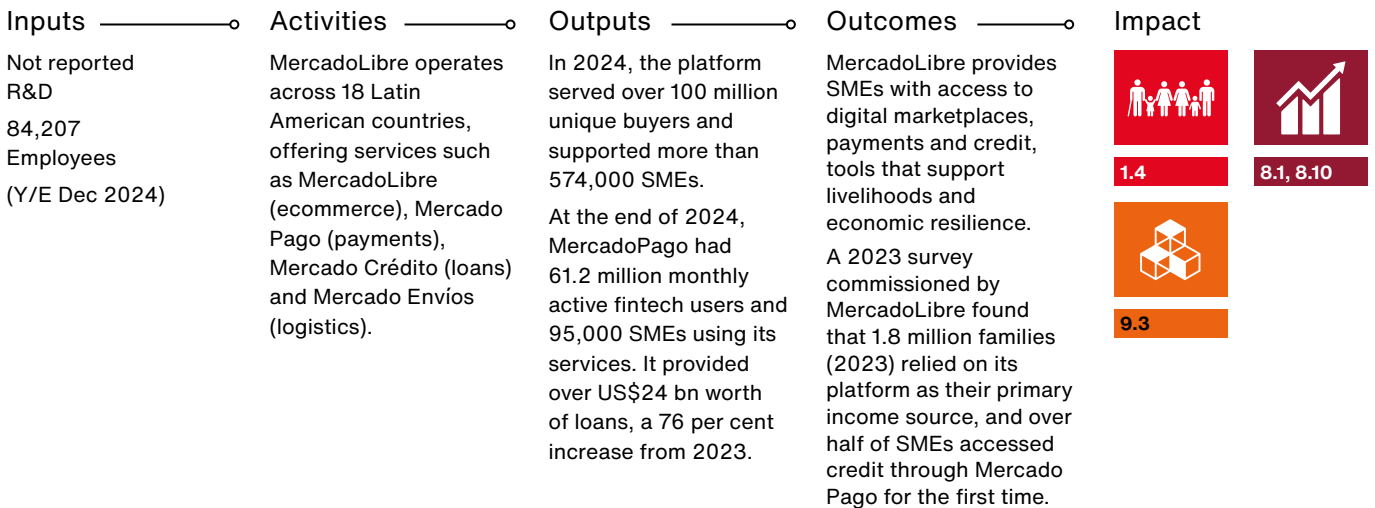 Inputs
Not reported
R&D
84,207
Employees
(Y/E Dec 2024)
Activities
MercadoLibre operates
across 18 Latin
American countries,
offering services such
as MercadoLibre
(ecommerce), Mercado
Pago (payments),
Mercado Crédito (loans)
and Mercado Envíos
(logistics).
Outputs
In 2024, the platform
served over 100 million
unique buyers and
supported more than
574,000 SMEs.
At the end of 2024,
MercadoPago had
61.2 million monthly
active fintech users and
95,000 SMEs using its
services. It provided
over US$24 bn worth
of loans, a 76 per cent
increase from 2023.
Outcomes
MercadoLibre provides
SMEs with access to
digital marketplaces,
payments and credit,
tools that support
livelihoods and
economic resilience.
A 2023 survey
commissioned by
MercadoLibre found
that 1.8 million families
(2023) relied on its
platform as their primary
income source, and over
half of SMEs accessed
credit through Mercado
Pago for the first time.
Impact
1.4
8.1, 8.10
9.3